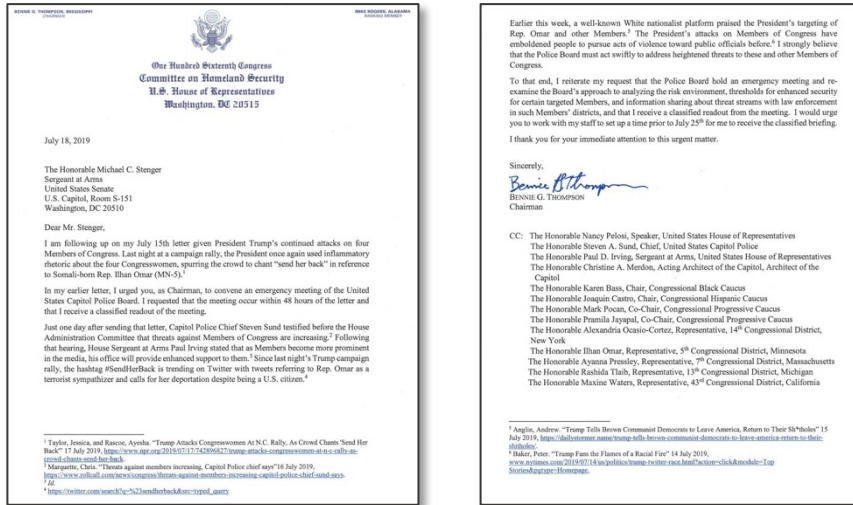 BENNIE G. THOMPSON, MISSISSIPPI
CHAIRMAN
MIKE ROGERS, ALABAMA
RANKING MEMBER
One Hundred Sixteenth Congress
Committee on Homeland Security
U.S. House of Representatives
Washington, DC 20515
July 18, 2019
The Honorable Michael C. Stenger
Sergeant at Arms
United States Senate
U.S. Capitol, Room S-151
Washington, DC 20510
Dear Mr. Stenger,
I am following up on my July 15th letter given President Trump's continued attacks on four
Members of Congress. Last night at a campaign rally, the President once again used inflammatory
rhetoric about the four Congresswomen, spurring the crowd to chant "send her back" in reference
to Somali-born Rep. Ilhan Omar (MN-5).1
In my earlier letter, I urged you, as Chairman, to convene an emergency meeting of the United
States Capitol Police Board. I requested that the meeting occur within 48 hours of the letter and
that I receive a classified readout of the meeting.
Just one day after sending that letter, Capitol Police Chief Steven Sund testified before the House
Administration Committee that threats against Members of Congress are increasing.2 Following
that hearing, House Sergeant at Arms Paul Irving stated that as Members become more prominent
in the media, his office will provide enhanced support to them.3 Since last night's Trump campaign
rally, the hashtag #SendHerBack is trending on Twitter with tweets referring to Rep. Omar as a
terrorist sympathizer and calls for her deportation despite being a U.S. citizen.4
1 Taylor, Jessica, and Rascoe, Ayesha. "Trump Attacks Congresswomen At N.C. Rally, As Crowd Chants 'Send Her
Back'" 17 July 2019, https://www.npr.org/2019/07/17/742896827/trump-attacks-congresswomen-at-n-c-rally-as-
crowd-chants-send-her-back.
2 Marquette, Chris. "Threats against members increasing, Capitol Police chief says"16 July 2019,
https://www.rollcall.com/news/congress/threats-against-members-increasing-capitol-police-chief-sund-says.
3 Id.
4 https://twitter.com/search?q=%23sendherback&src=typed_query
Earlier this week, a well-known White nationalist platform praised the President's targeting of
Rep. Omar and other Members.5 The President's attacks on Members of Congress have
emboldened people to pursue acts of violence toward public officials before.6 I strongly believe
that the Police Board must act swiftly to address heightened threats to these and other Members of
Congress.
To that end, I reiterate my request that the Police Board hold an emergency meeting and re-
examine the Board's approach to analyzing the risk environment, thresholds for enhanced security
for certain targeted Members, and information sharing about threat streams with law enforcement
in such Members' districts, and that I receive a classified readout from the meeting. I would urge
you to work with my staff to set up a time prior to July 25th for me to receive the classified briefing.
I thank you for your immediate attention to this urgent matter.
Sincerely,
Bennie G Thompson
BENNIE G. THOMPSON
Chairman
CC: The Honorable Nancy Pelosi, Speaker, United States House of Representatives
The Honorable Steven A. Sund, Chief, United States Capitol Police
The Honorable Paul D. Irving, Sergeant at Arms, United States House of Representatives
The Honorable Christine A. Merdon, Acting Architect of the Capitol, Architect of the
Capitol
The Honorable Karen Bass, Chair, Congressional Black Caucus
The Honorable Joaquin Castro, Chair, Congressional Hispanic Caucus
The Honorable Mark Pocan, Co-Chair, Congressional Progressive Caucus
The Honorable Pramila Jayapal, Co-Chair, Congressional Progressive Caucus
The Honorable Alexandria Ocasio-Cortez, Representative, 14th Congressional District,
New York
The Honorable Ilhan Omar, Representative, 5th Congressional District, Minnesota
The Honorable Ayanna Pressley, Representative, 7th Congressional District, Massachusetts
The Honorable Rashida Tlaib, Representative, 13th Congressional District, Michigan
The Honorable Maxine Waters, Representative, 43rd Congressional District, California
5 Anglin, Andrew. "Trump Tells Brown Communist Democrats to Leave America, Return to Their Sh*tholes" 15
July 2019, https://dailystormer.name/trump-tells-brown-communist-democrats-to-leave-america-return-to-their-
shitholes/.
6 Baker, Peter. "Trump Fans the Flames of a Racial Fire" 14 July 2019,
www.nytimes.com/2019/07/14/us/politics/trump-twitter-race.html?action=click&module=Top
Stories&pgtype=Homepage.